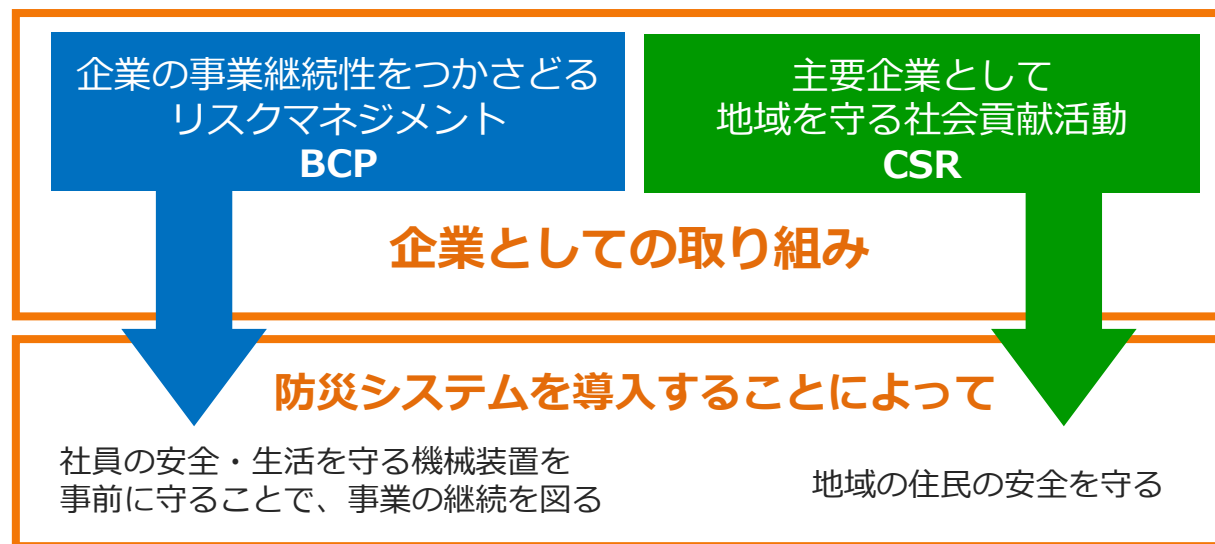 企業の事業継続性をつかさどる
リスクマネジメント
BCP
主要企業として
地域を守る社会貢献活動
CSR
企業としての取り組み
防災システムを導入することによって
社員の安全・生活を守る機械装置を
事前に守ることで、事業の継続を図る
地域の住民の安全を守る